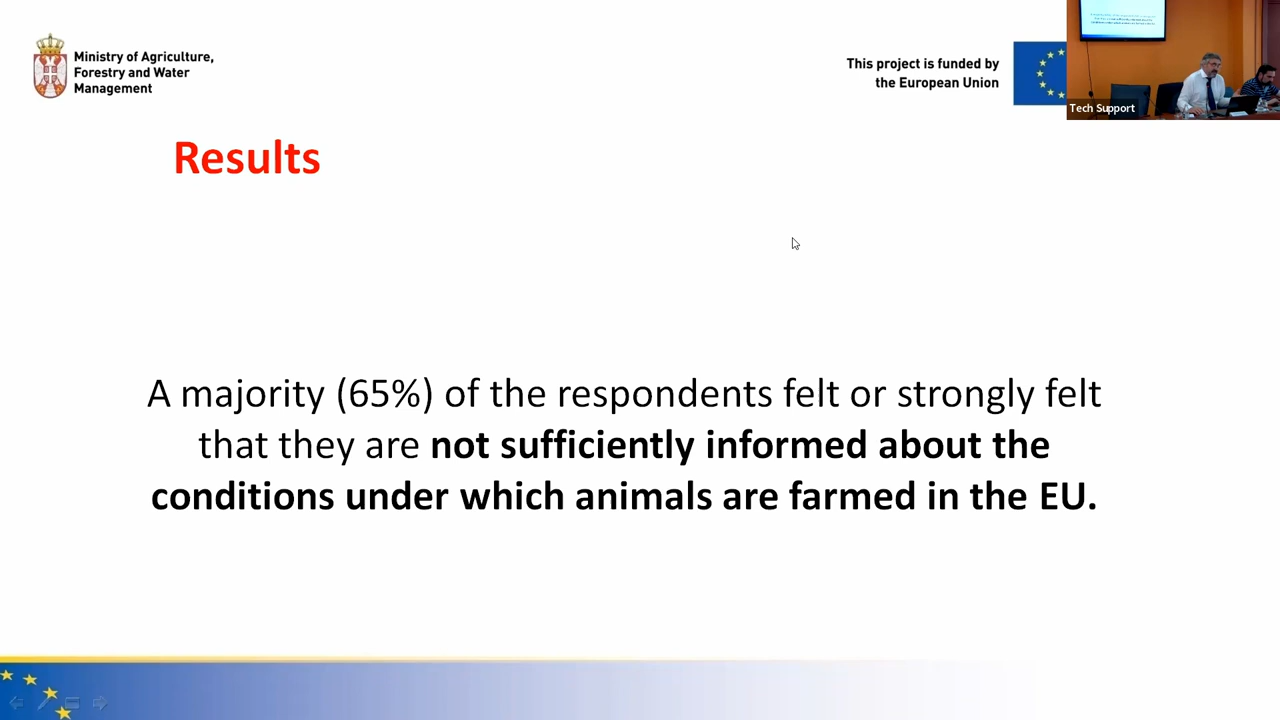 Ministry of Agriculture,
Forestry and Water
Management
This project is funded by
the European Union
Tech Support
Results
A majority (65%) of the respondents felt or strongly felt
that they are not sufficiently informed about the
conditions under which animals are farmed in the EU.